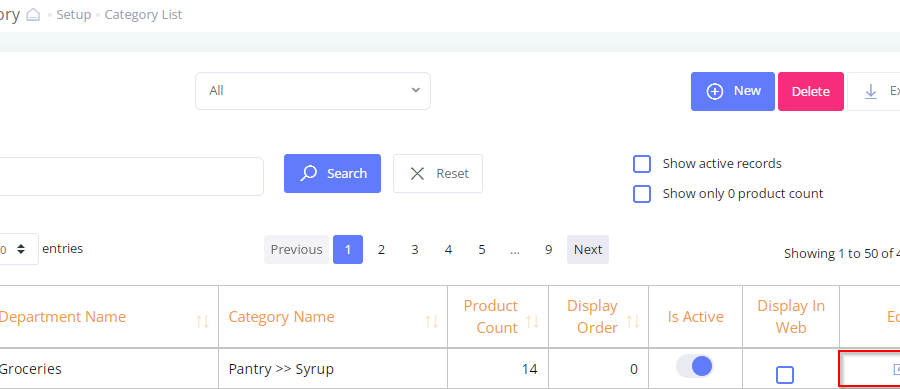 ory Setup Category List
All New Delete Ex
Search Reset Show active records
Show only 0 product count
0 entries Previous 1 2 3 4 5 ... 9 Next Showing 1 to 50 of 4
Department Name Category Name Product Count Display Order Is Active Display In Web Ed
Groceries Pantry >> Syrup 14 0